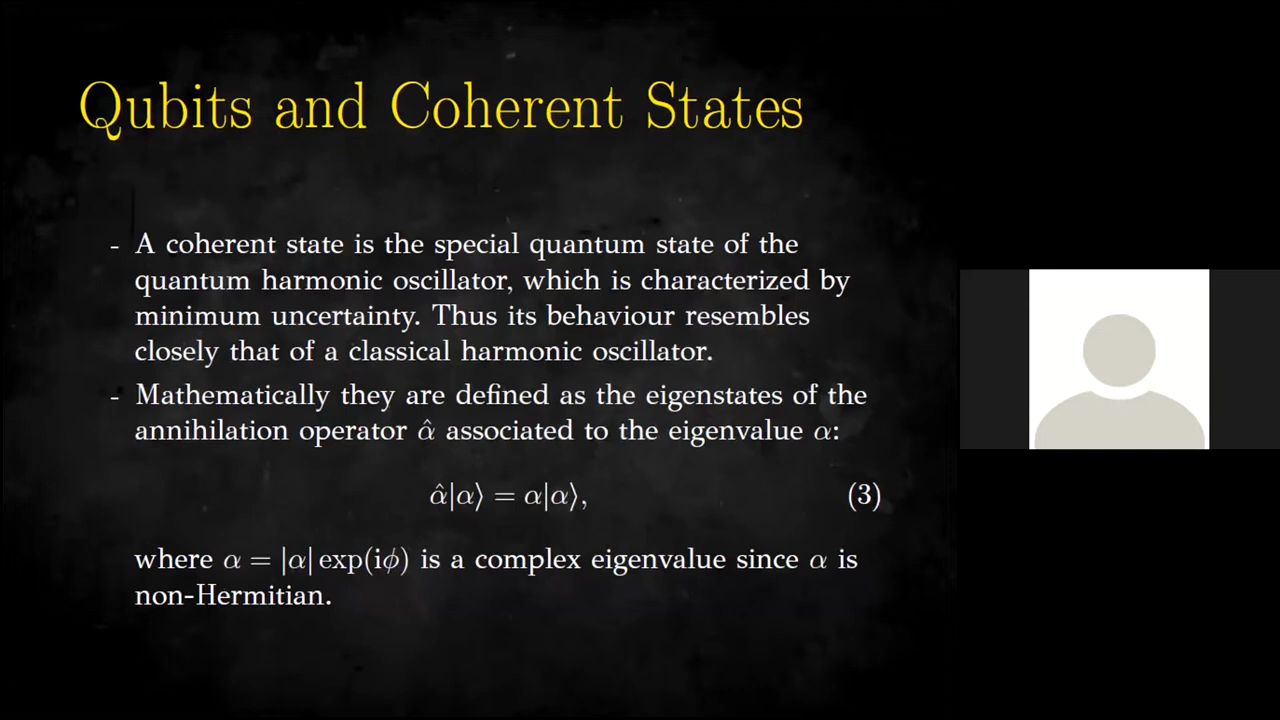 Qubits and Coherent States
- A coherent state is the special quantum state of the
quantum harmonic oscillator, which is characterized by
minimum uncertainty. Thus its behaviour resembles
closely that of a classical harmonic oscillator.
- Mathematically they are defined as the eigenstates of the
annihilation operator α̂ associated to the eigenvalue α:
α̂|α⟩ = α|α⟩, (3)
where α = |α| exp(iϕ) is a complex eigenvalue since α is
non-Hermitian.